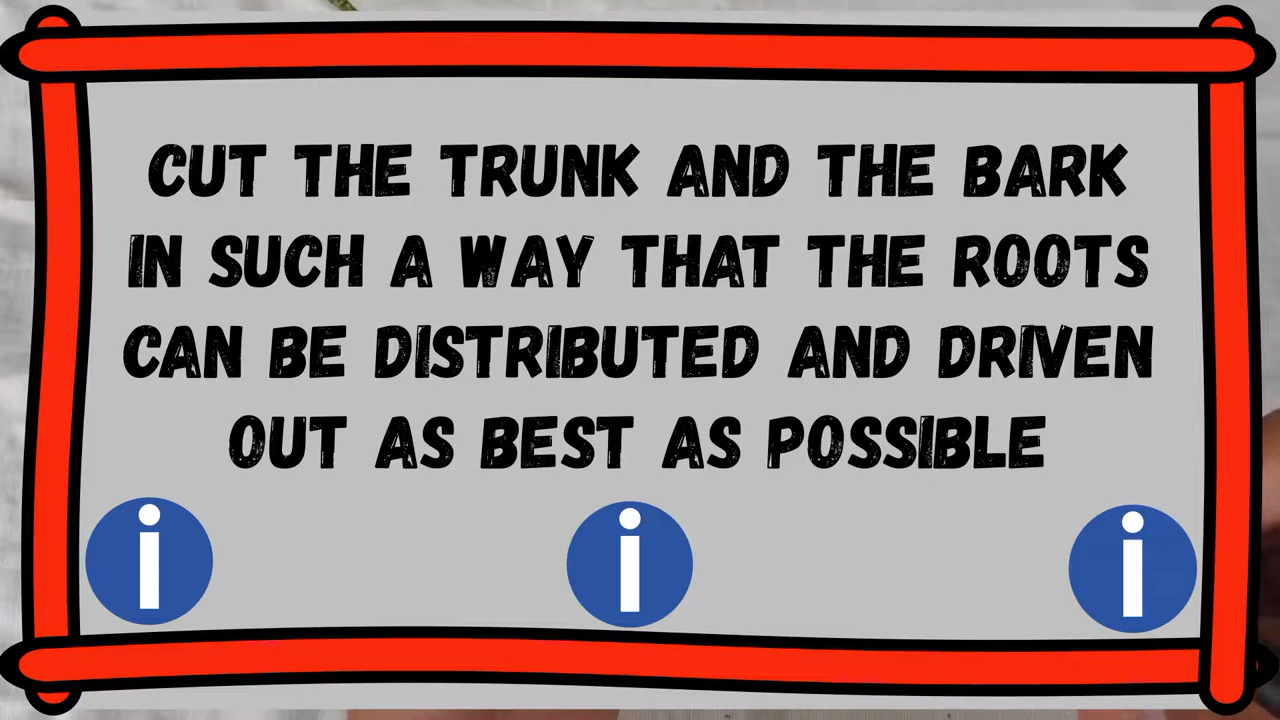 CUT THE TRUNK AND THE BARK
IN SUCH A WAY THAT THE ROOTS
CAN BE DISTRIBUTED AND DRIVEN
OUT AS BEST AS POSSIBLE
i i i